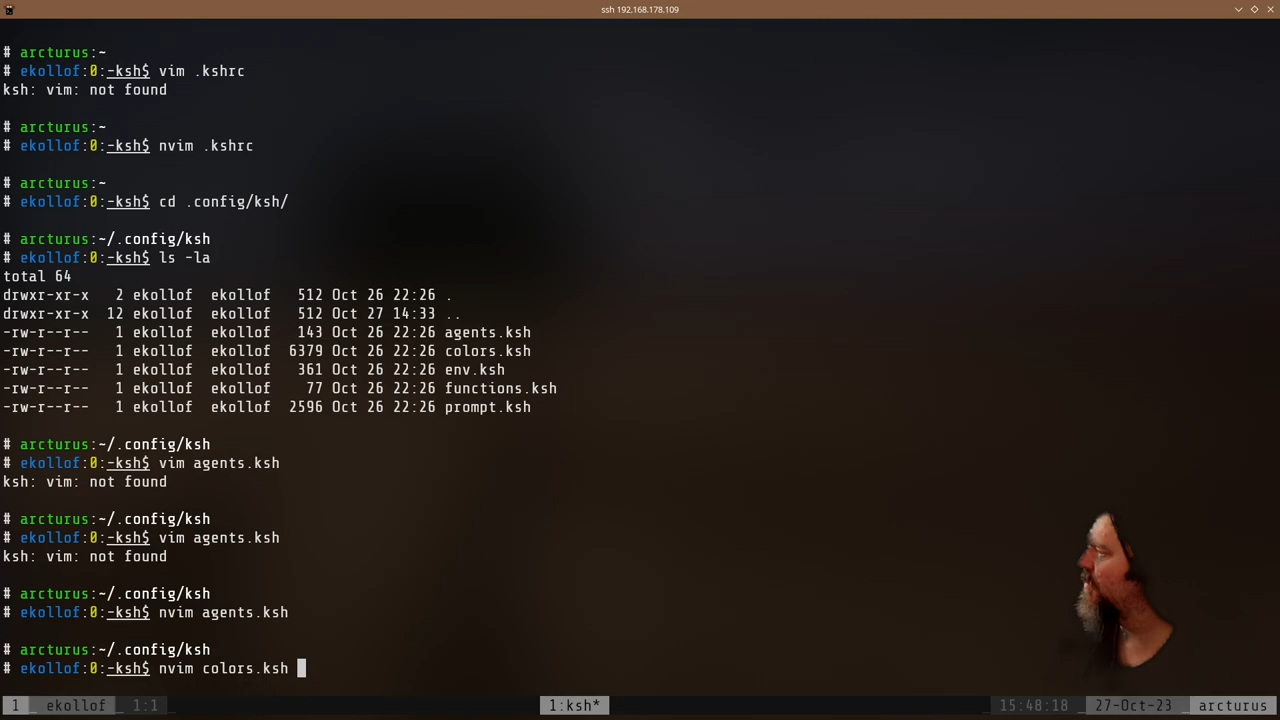 ssh 192.168.178.109
# arcturus:~
# ekollof:0:-ksh$ vim .kshrc
ksh: vim: not found
# arcturus:~
# ekollof:0:-ksh$ nvim .kshrc
# arcturus:~
# ekollof:0:-ksh$ cd .config/ksh/
# arcturus:~/.config/ksh
# ekollof:0:-ksh$ ls -la
total 64
drwxr-xr-x  2 ekollof  ekollof   512 Oct 26 22:26 .
drwxr-xr-x  12 ekollof  ekollof   512 Oct 27 14:33 ..
-rw-r--r--   1 ekollof  ekollof   143 Oct 26 22:26 agents.ksh
-rw-r--r--   1 ekollof  ekollof  6379 Oct 26 22:26 colors.ksh
-rw-r--r--   1 ekollof  ekollof   361 Oct 26 22:26 env.ksh
-rw-r--r--   1 ekollof  ekollof    77 Oct 26 22:26 functions.ksh
-rw-r--r--   1 ekollof  ekollof  2596 Oct 26 22:26 prompt.ksh
# arcturus:~/.config/ksh
# ekollof:0:-ksh$ vim agents.ksh
ksh: vim: not found
# arcturus:~/.config/ksh
# ekollof:0:-ksh$ vim agents.ksh
ksh: vim: not found
# arcturus:~/.config/ksh
# ekollof:0:-ksh$ nvim agents.ksh
# arcturus:~/.config/ksh
# ekollof:0:-ksh$ nvim colors.ksh
1 ekollof 1:1 1:ksh* 15:48:18 27-Oct-23 arcturus